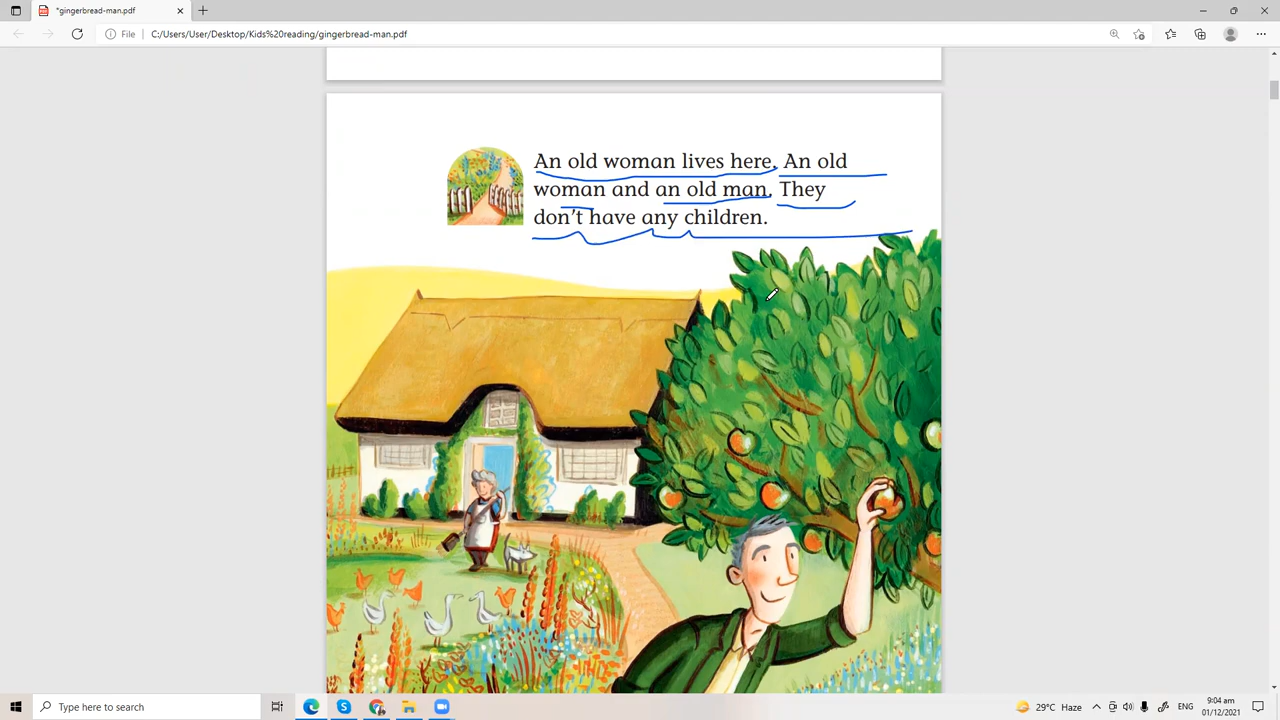 *gingerbread-man.pdf
File
C:/Users/User/Desktop/Kids%20reading/gingerbread-man.pdf
An old woman lives here. An old
woman and an old man. They
don't have any children.
Type here to search
29°C Haze
ENG
9:04 am
01/12/2021